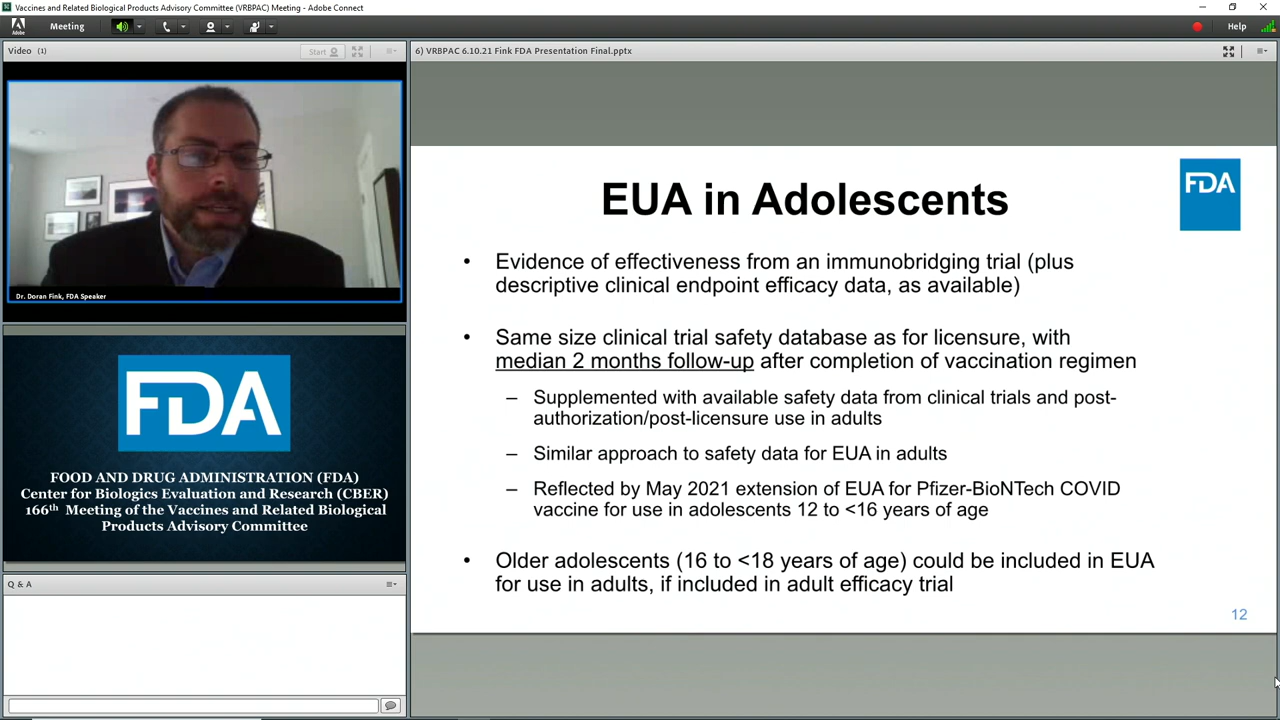 Vaccines and Related Biological Products Advisory Committee (VRBPAC) Meeting - Adobe Connect
Meeting
Help
Video (1)
Start
Dr. Doran Fink, FDA Speaker
FDA
FOOD AND DRUG ADMINISTRATION (FDA)
Center for Biologics Evaluation and Research (CBER)
166th Meeting of the Vaccines and Related Biological
Products Advisory Committee
Q & A
6) VRBPAC 6.10.21 Fink FDA Presentation Final.pptx
FDA
EUA in Adolescents
• Evidence of effectiveness from an immunobridging trial (plus
descriptive clinical endpoint efficacy data, as available)
• Same size clinical trial safety database as for licensure, with
median 2 months follow-up after completion of vaccination regimen
– Supplemented with available safety data from clinical trials and post-
authorization/post-licensure use in adults
– Similar approach to safety data for EUA in adults
– Reflected by May 2021 extension of EUA for Pfizer-BioNTech COVID
vaccine for use in adolescents 12 to <16 years of age
• Older adolescents (16 to <18 years of age) could be included in EUA
for use in adults, if included in adult efficacy trial
12